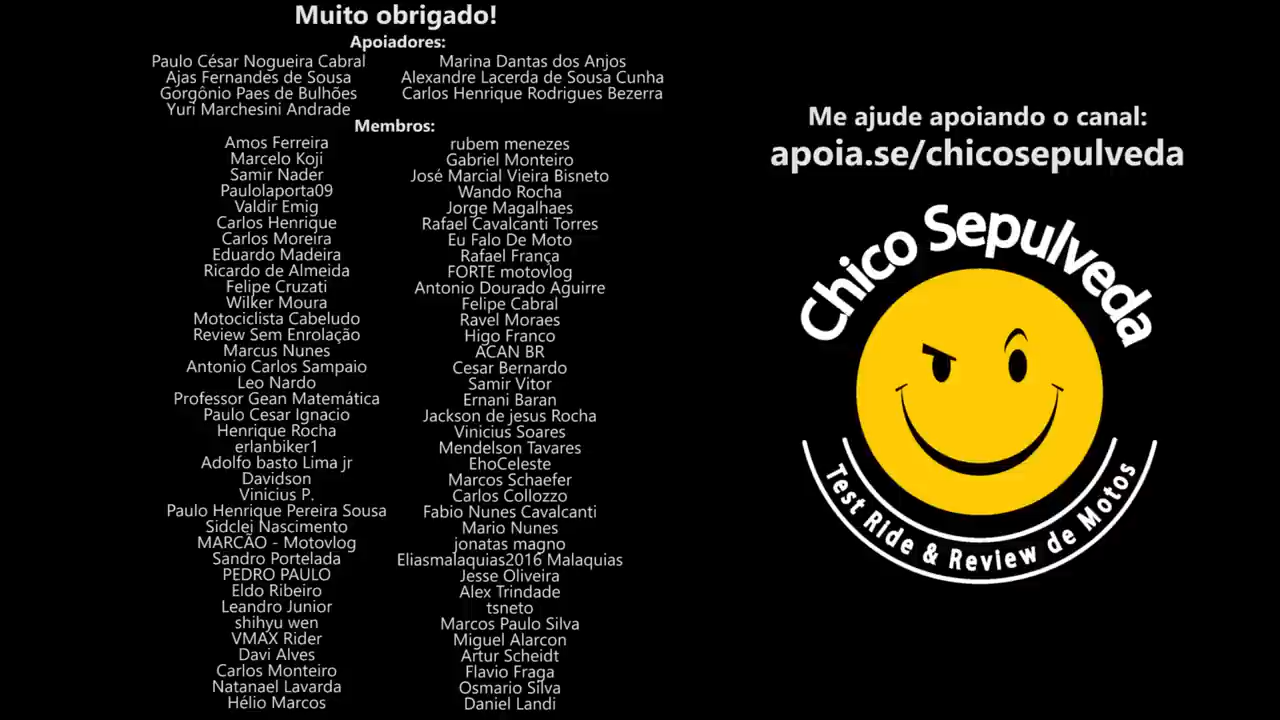 Muito obrigado!
Apoiadores:
Paulo César Nogueira Cabral
Ajas Fernandes de Sousa
Gorgônio Paes de Bulhões
Yuri Marchesini Andrade
Marina Dantas dos Anjos
Alexandre Lacerda de Sousa Cunha
Carlos Henrique Rodrigues Bezerra
Membros:
Amos Ferreira
Marcelo Koji
Samir Nader
Paulolaporta09
Valdir Emig
Carlos Henrique
Carlos Moreira
Eduardo Madeira
Ricardo de Almeida
Felipe Cruzati
Wilker Moura
Motociclista Cabeludo
Review Sem Enrolação
Marcus Nunes
Antonio Carlos Sampaio
Leo Nardo
Professor Gean Matemática
Paulo Cesar Ignacio
Henrique Rocha
erlanbiker1
Adolfo basto Lima jr
Davidson
Vinicius P.
Paulo Henrique Pereira Sousa
Sidclei Nascimento
MARCÃO - Motovlog
Sandro Portelada
PEDRO PAULO
Eldo Ribeiro
Leandro Junior
shihyu wen
VMAX Rider
Davi Alves
Carlos Monteiro
Natanael Lavarda
Hélio Marcos
rubem menezes
Gabriel Monteiro
José Marcial Vieira Bisneto
Wando Rocha
Jorge Magalhaes
Rafael Cavalcanti Torres
Eu Falo De Moto
Rafael França
FORTE motovlog
Antonio Dourado Aguirre
Felipe Cabral
Ravel Moraes
Higo Franco
ACAN BR
Cesar Bernardo
Samir Vitor
Ernani Baran
Jackson de jesus Rocha
Vinicius Soares
Mendelson Tavares
EhoCeleste
Marcos Schaefer
Carlos Collozzo
Fabio Nunes Cavalcanti
Mario Nunes
jonatas magno
Eliasmalaquias2016 Malaquias
Jesse Oliveira
Alex Trindade
tsneto
Marcos Paulo Silva
Miguel Alarcon
Artur Scheidt
Flavio Fraga
Osmario Silva
Daniel Landi
Me ajude apoiando o canal:
apoia.se/chicosepulveda
Chico Sepulveda
Test Ride & Review de Motos